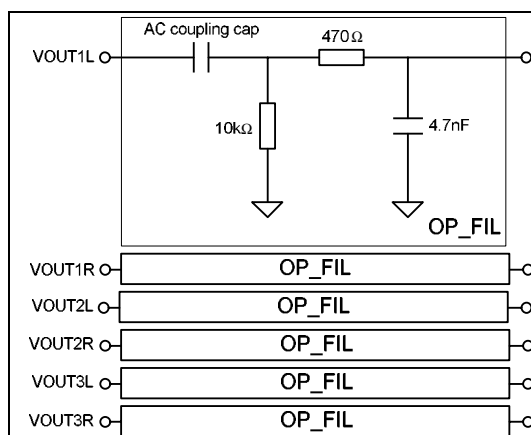 AC coupling cap
VOUT1L
470Ω
10kΩ
4.7nF
OP_FIL
VOUT1R
OP_FIL
VOUT2L
OP_FIL
VOUT2R
OP_FIL
VOUT3L
OP_FIL
VOUT3R
OP_FIL